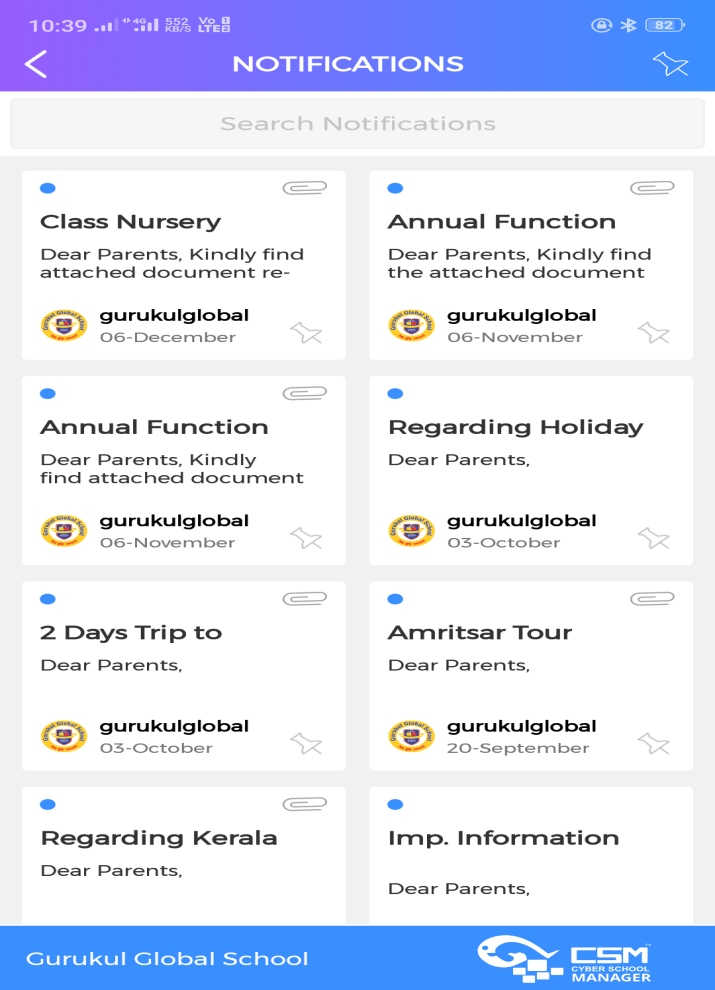 10:39 4G 552 KB/S Vo LTE 82
NOTIFICATIONS
Search Notifications
Class Nursery
Dear Parents, Kindly find
attached document re-
gurukulglobal
06-December
Annual Function
Dear Parents, Kindly find
the attached document
gurukulglobal
06-November
Annual Function
Dear Parents, Kindly
find attached document
gurukulglobal
06-November
Regarding Holiday
Dear Parents,
gurukulglobal
03-October
2 Days Trip to
Dear Parents,
gurukulglobal
03-October
Amritsar Tour
Dear Parents,
gurukulglobal
20-September
Regarding Kerala
Dear Parents,
Imp. Information
Dear Parents,
Gurukul Global School
CSM
CYBER SCHOOL
MANAGER